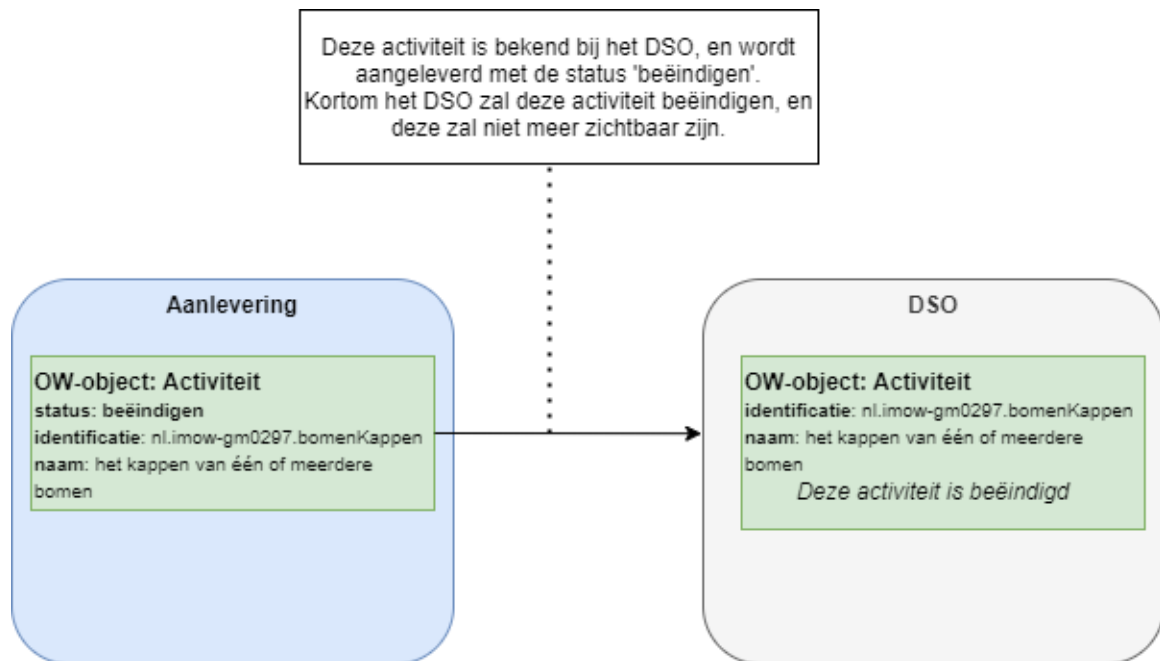 Deze activiteit is bekend bij het DSO, en wordt
aangeleverd met de status 'beëindigen'.
Kortom het DSO zal deze activiteit beëindigen, en
deze zal niet meer zichtbaar zijn.
Aanlevering
OW-object: Activiteit
status: beëindigen
identificatie: nl.imow-gm0297.bomenKappen
naam: het kappen van één of meerdere
bomen
DSO
OW-object: Activiteit
identificatie: nl.imow-gm0297.bomenKappen
naam: het kappen van één of meerdere
bomen
Deze activiteit is beëindigd